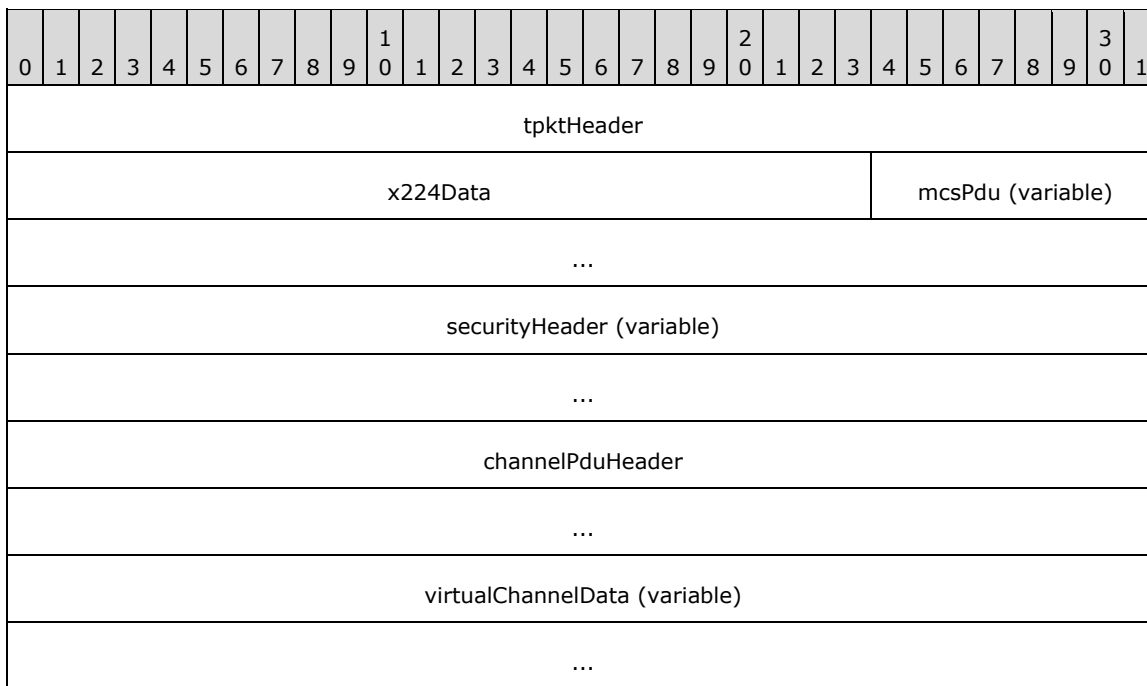 1 2 3
0 1 2 3 4 5 6 7 8 9 0 1 2 3 4 5 6 7 8 9 0 1 2 3 4 5 6 7 8 9 0 1
tpktHeader
x224Data mcsPdu (variable)
...
securityHeader (variable)
...
channelPduHeader
...
virtualChannelData (variable)
...